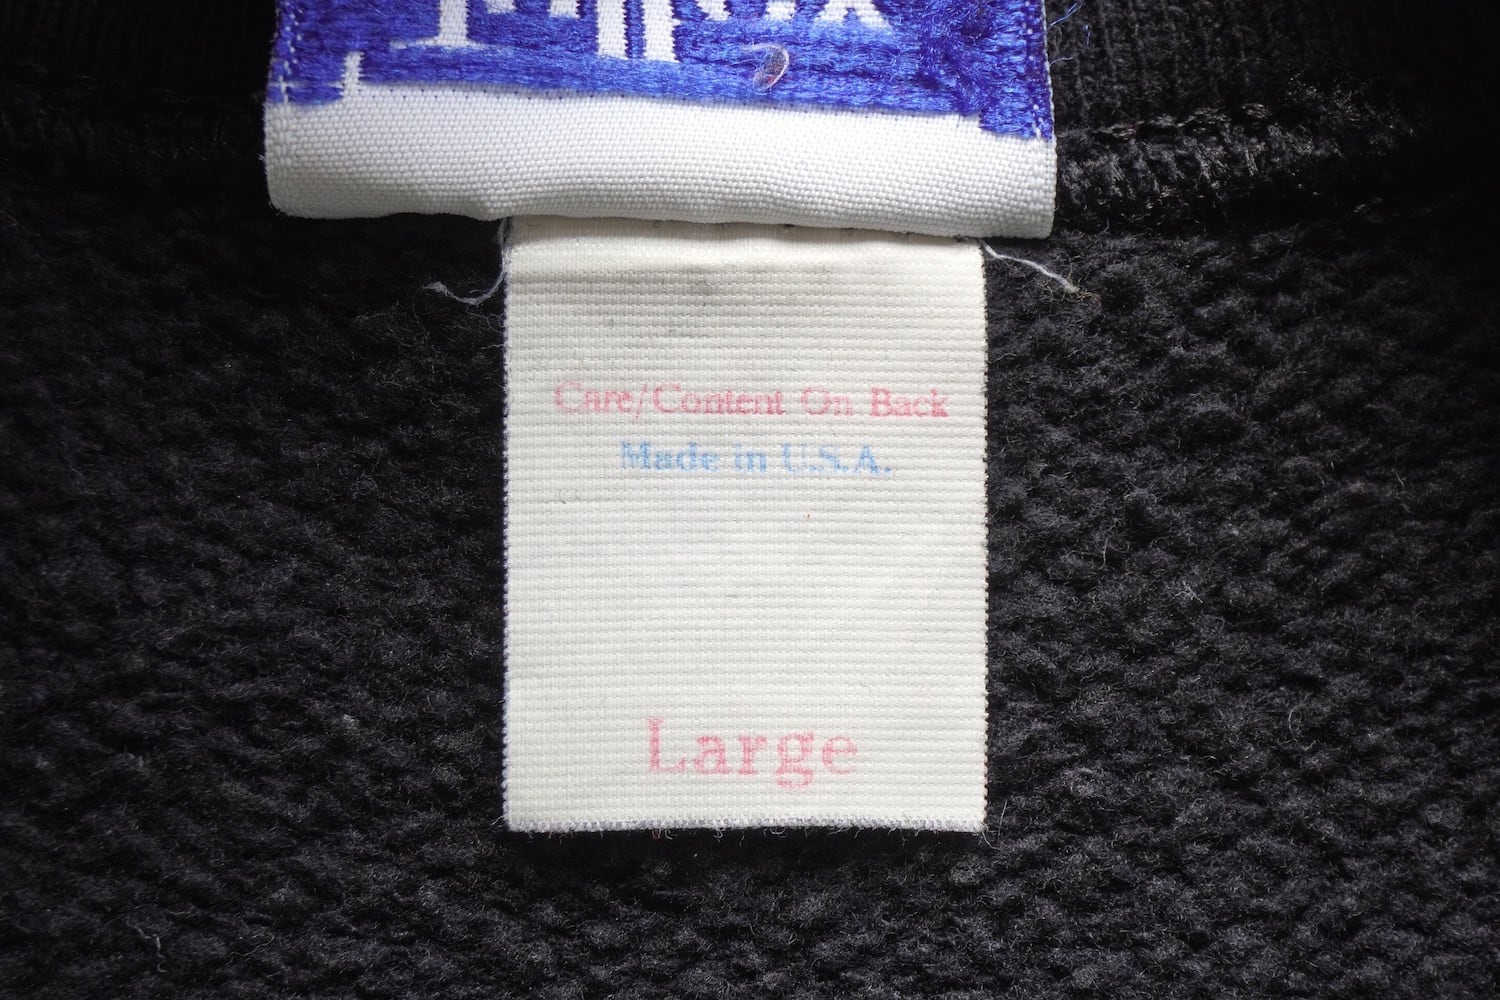 Care/Content On Back
Made in U.S.A.
Large